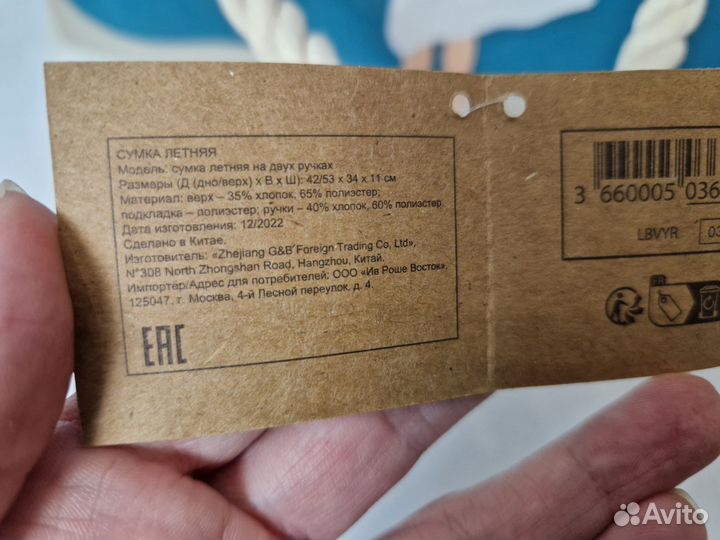 СУМКА ЛЕТНЯЯ
Модель: сумка летняя на двух ручках
Размеры (Д (дно/верх) х В х Ш): 42/53 х 34 х 11 см
Материал: верх – 35% хлопок, 65% полиэстер;
подкладка – полиэстер; ручки – 40% хлопок, 60% полиэстер
Дата изготовления: 12/2022
Сделано в Китае.
Изготовитель: «Zhejiang G&B Foreign Trading Co, Ltd»,
N°308 North Zhongshan Road, Hangzhou, Китай.
Импортёр/Адрес для потребителей: ООО «Ив Роше Восток».
125047, г. Москва, 4-й Лесной переулок, д. 4.
EAC
3 660005 036
LBVYR 03
FR
Avito